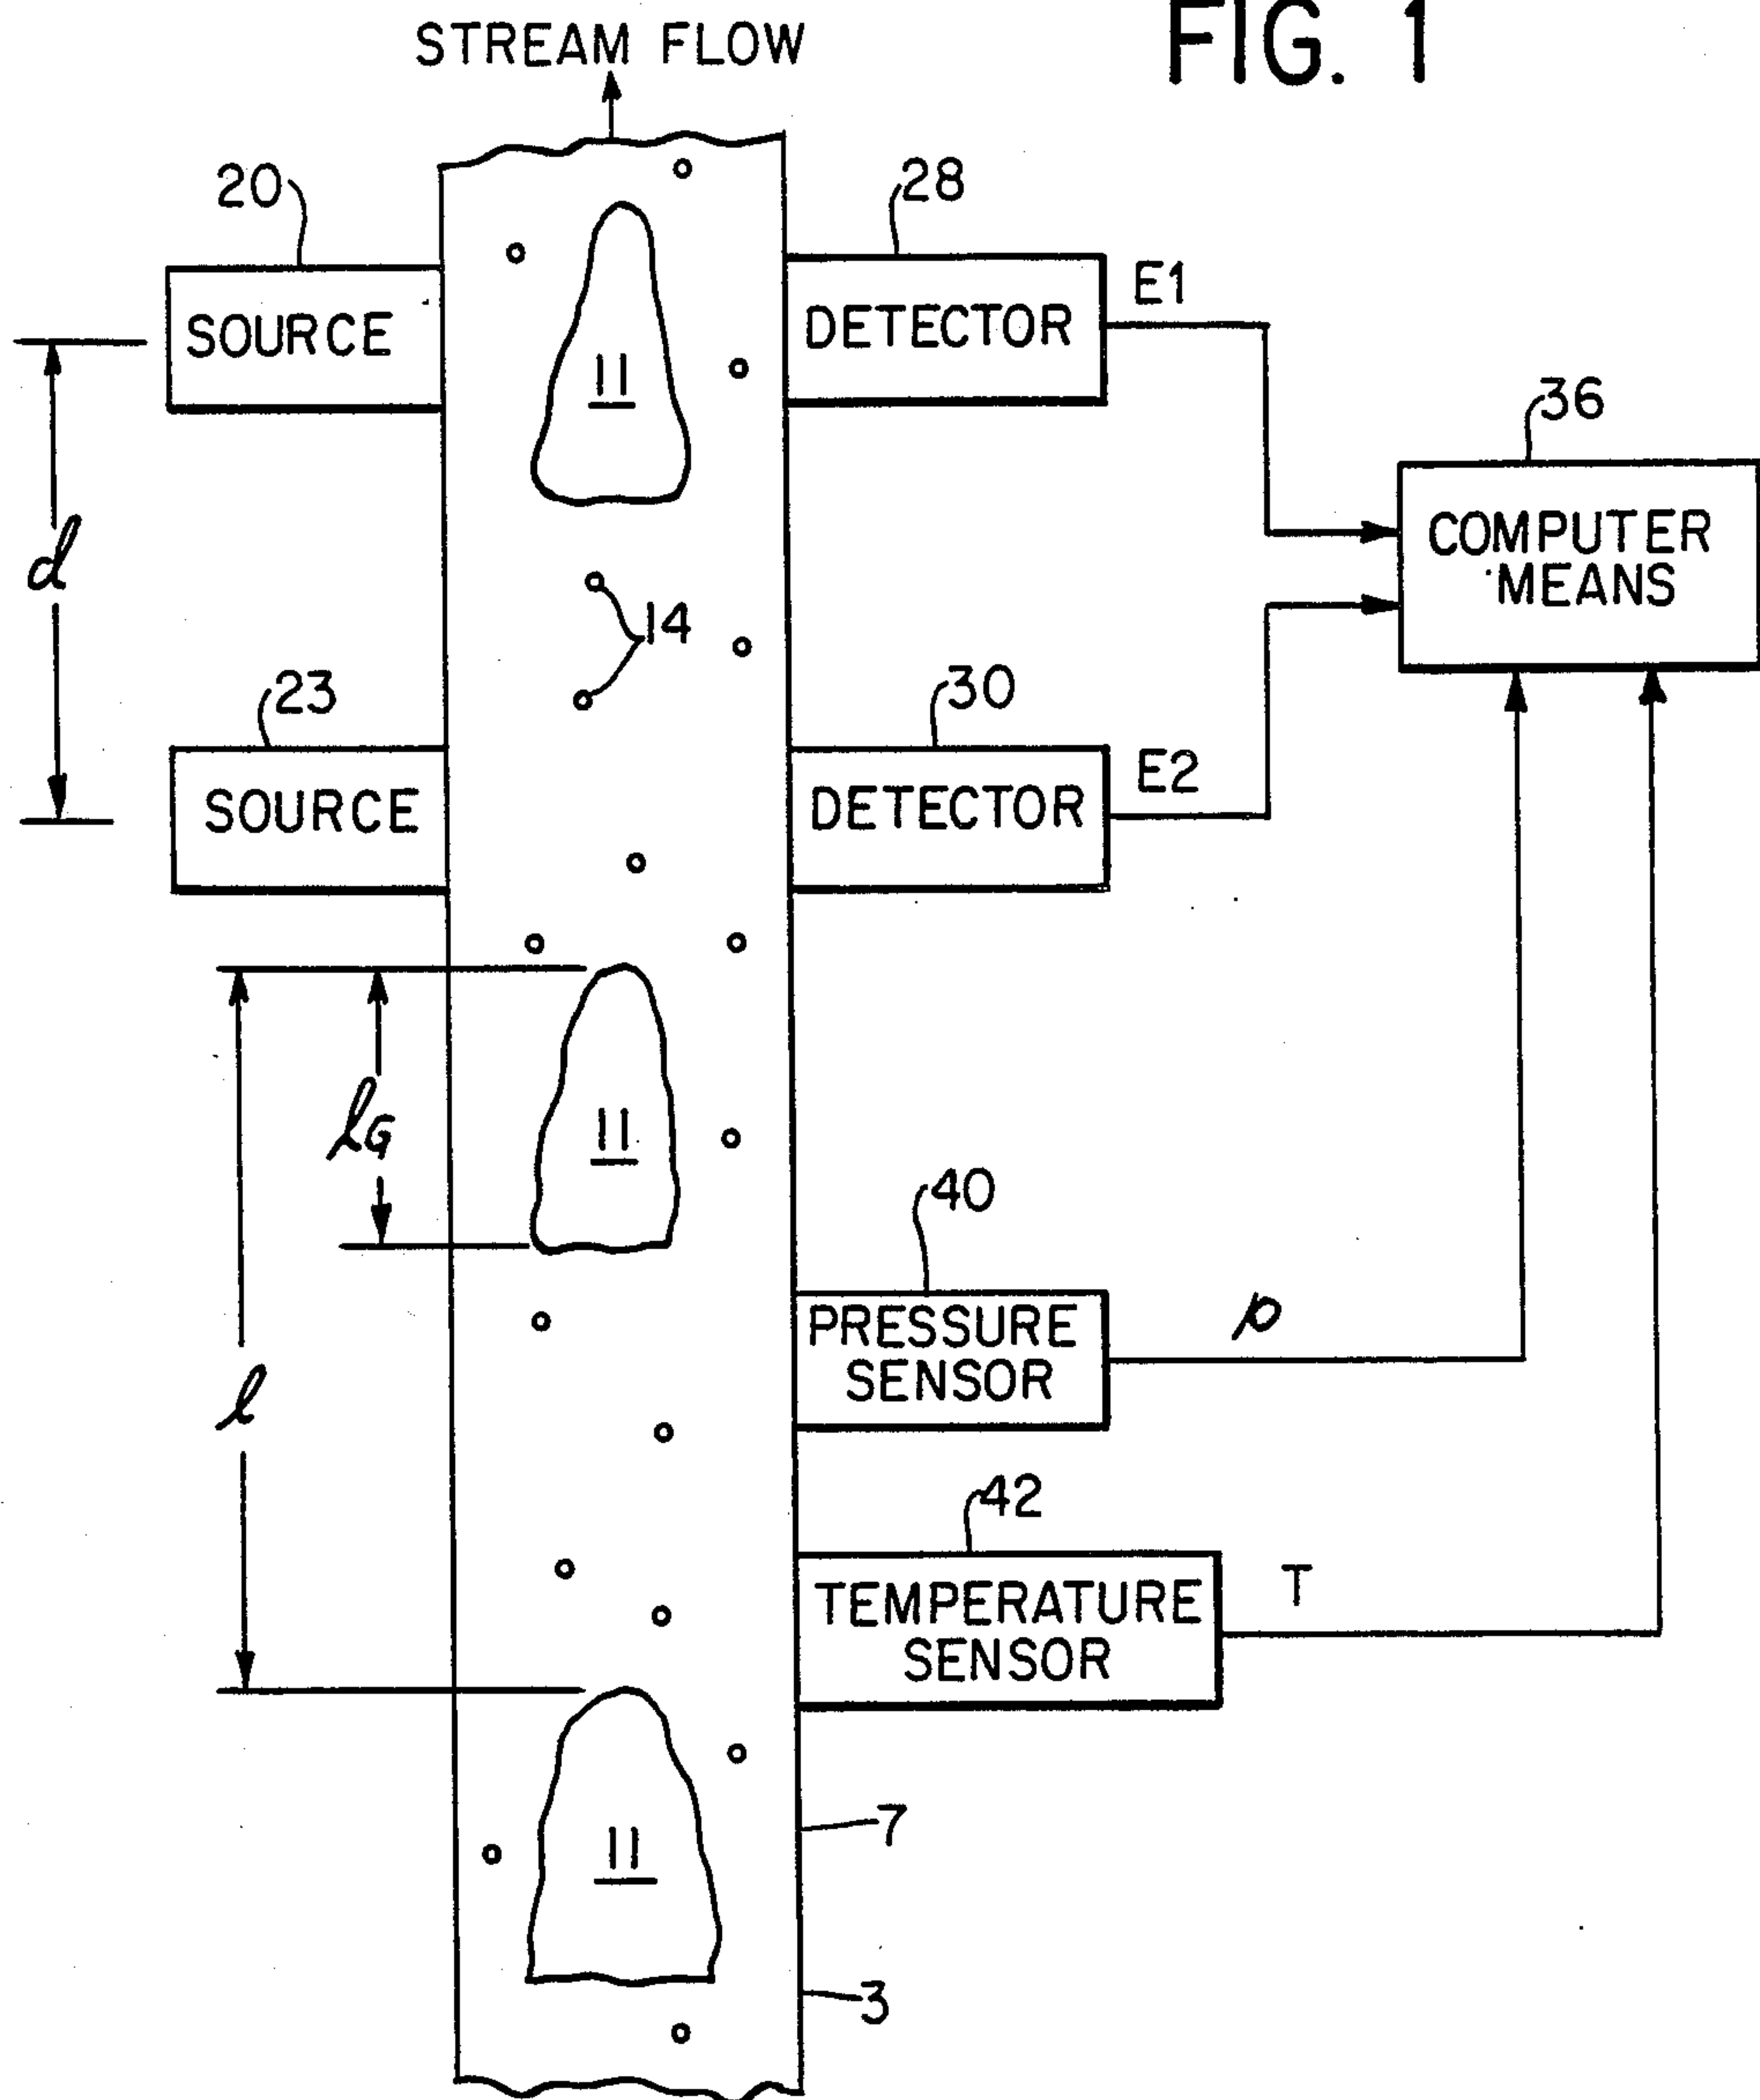 FIG. 1
STREAM FLOW
20
28
SOURCE
DETECTOR
E1
11
36
COMPUTER
MEANS
d
14
23
30
SOURCE
DETECTOR
E2
lG
11
40
PRESSURE
SENSOR
p
l
42
TEMPERATURE
SENSOR
T
7
11
3